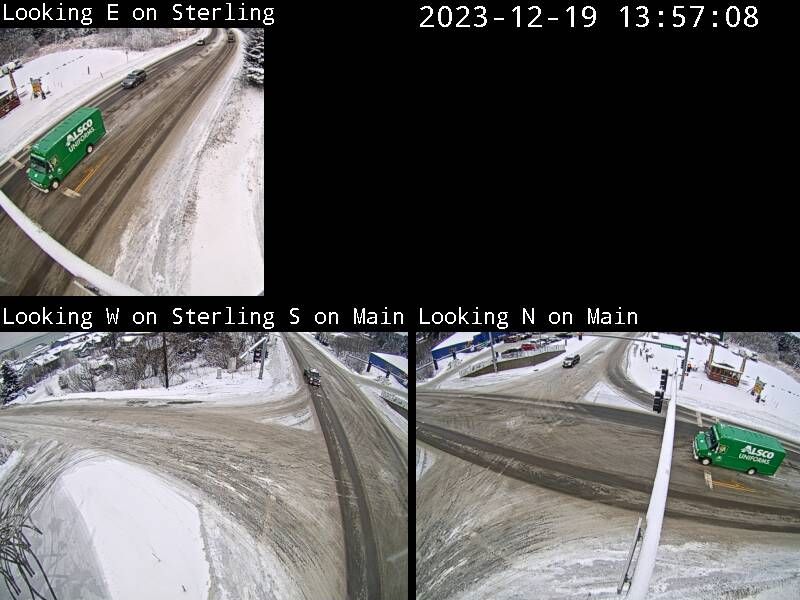 Looking E on Sterling
2023-12-19 13:57:08
ALSCO
UNIFORMS
Looking W on Sterling S on Main
Looking N on Main
ALSCO
UNIFORMS